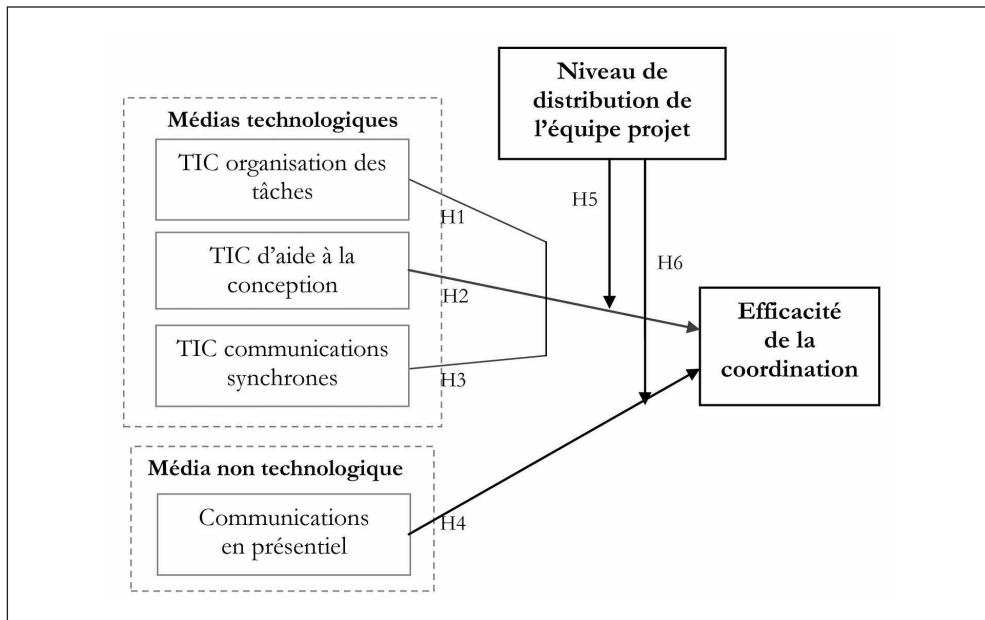 Niveau de
distribution de
l'équipe projet
Médias technologiques
TIC organisation des
tâches
H1
H5
TIC d'aide à la
conception
H2
H6
TIC communications
synchrones
H3
Efficacité
de la
coordination
Média non technologique
Communications
en présentiel
H4